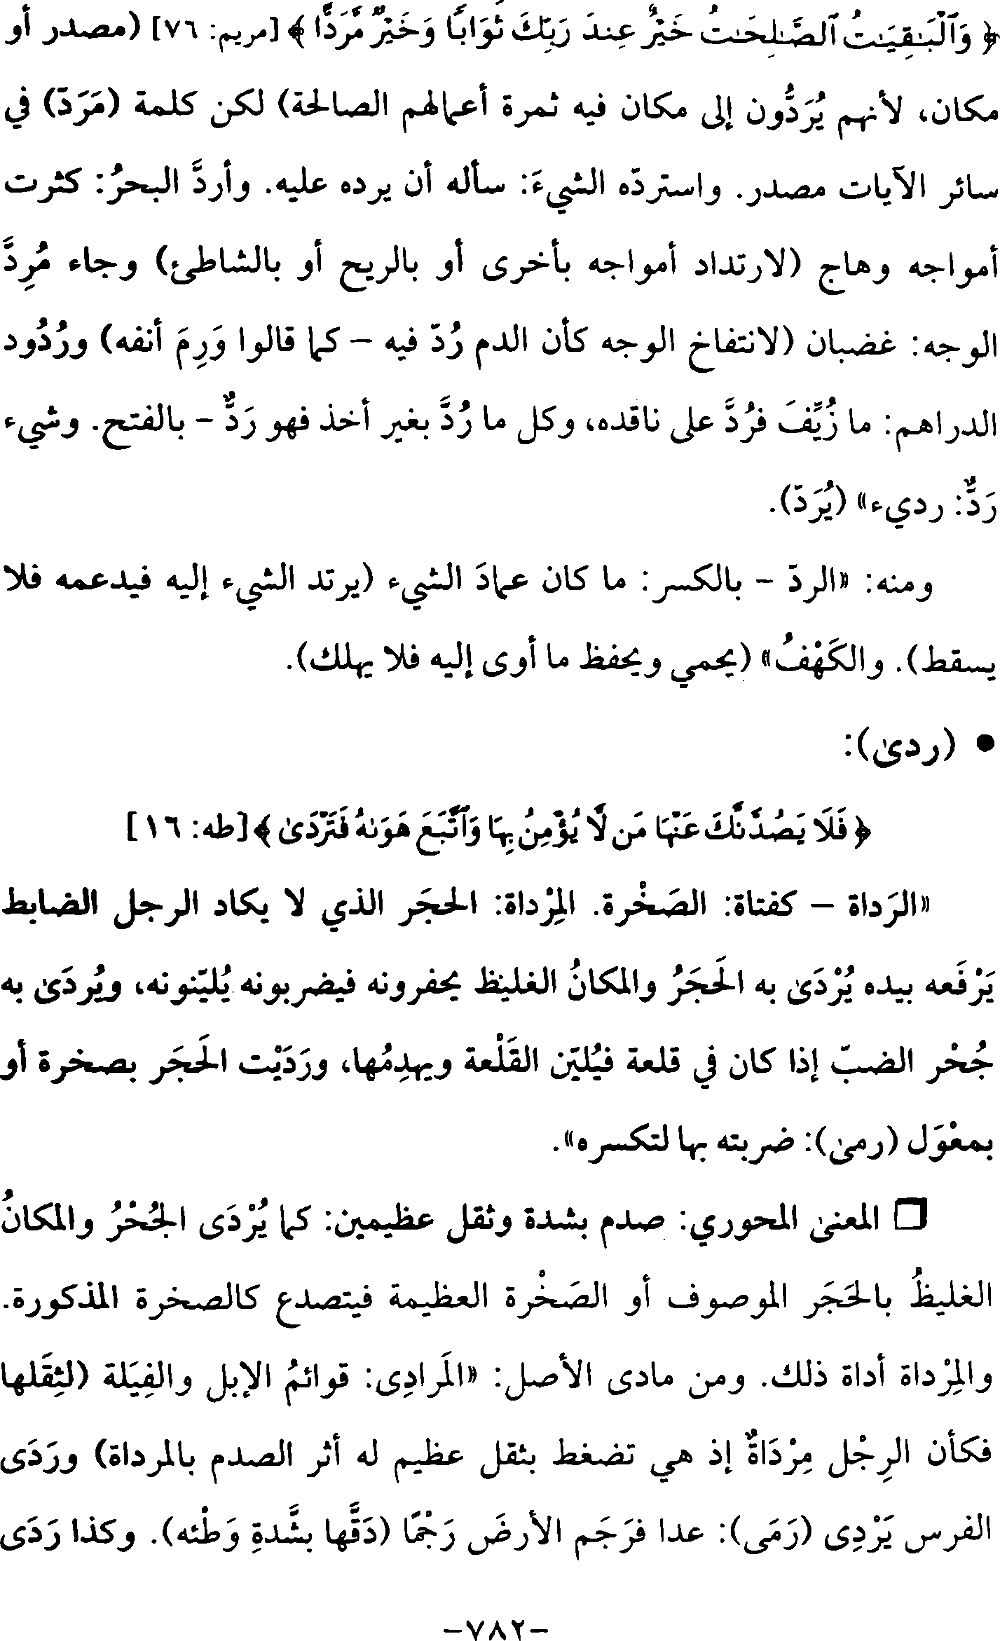 ﴿ وَٱلْبَـٰقِيَـٰتُ ٱلصَّـٰلِحَـٰتُ خَيْرٌ عِندَ رَبِّكَ ثَوَابًا وَخَيْرٌ مَّرَدًّا ﴾ [مريم: ٧٦] (مصدر أو
مكان، لأنهم يُرَدُّون إلى مكان فيه ثمرة أعمالهم الصالحة) لكن كلمة (مَرَدّ) في
سائر الآيات مصدر. واستردّه الشيءَ: سأله أن يرده عليه. وأردَّ البحرُ: كثرت
أمواجه وهاج (لارتداد أمواجه بأخرى أو بالريح أو بالشاطئ) وجاء مُرِدَّ
الوجه: غضبان (لانتفاخ الوجه كأن الدم رُدّ فيه – كما قالوا وَرِمَ أنفه) ورُدُود
الدراهم: ما زُيِّفَ فرُدَّ على ناقده، وكل ما رُدَّ بغير أخذ فهو رَدٌّ – بالفتح. وشيء
رَدٌّ: رديء» (يُرَدّ).
ومنه: «الردّ – بالكسر: ما كان عمادَ الشيء (يرتد الشيء إليه فيدعمه فلا
يسقط). والكَهْفُ» (يحمي ويحفظ ما أوى إليه فلا يهلك).
• (ردى):
﴿ فَلَا يَصُدَّنَّكَ عَنْهَا مَن لَّا يُؤْمِنُ بِهَا وَٱتَّبَعَ هَوَىٰهُ فَتَرْدَىٰ ﴾ [طه: ١٦]
«الرَداة – كفتاة: الصَخْرة. المِرْداة: الحجَر الذي لا يكاد الرجل الضابط
يَرْفَعه بيده يُرْدَى به الحَجَرُ والمكانُ الغليظ يحفرونه فيضربونه يُليّنونه، ويُردَى به
جُحْر الضبّ إذا كان في قلعة فيُليّن القَلْعة ويهدِمُها، ورَدَيْت الحَجَر بصخرة أو
بمعْوَل (رمى): ضربته بها لتكسره».
❒ المعنى المحوري: صدم بشدة وثقل عظيمين: كما يُرْدَى الجُحْرُ والمكانُ
الغليظُ بالحَجَر الموصوف أو الصَخْرة العظيمة فيتصدع كالصخرة المذكورة.
والمِرْداة أداة ذلك. ومن مادى الأصل: «المَرادِى: قوائمُ الإبل والفِيَلة (لثِقَلها
فكأن الرِجْل مِرْدَاةٌ إذ هي تضغط بثقل عظيم له أثر الصدم بالمرداة) ورَدَى
الفرس يَرْدِى (رَمَى): عدا فرَجَم الأرضَ رَجْمًا (دَقَّها بشَّدةِ وَطْئه). وكذا رَدَى
-٧٨٢-